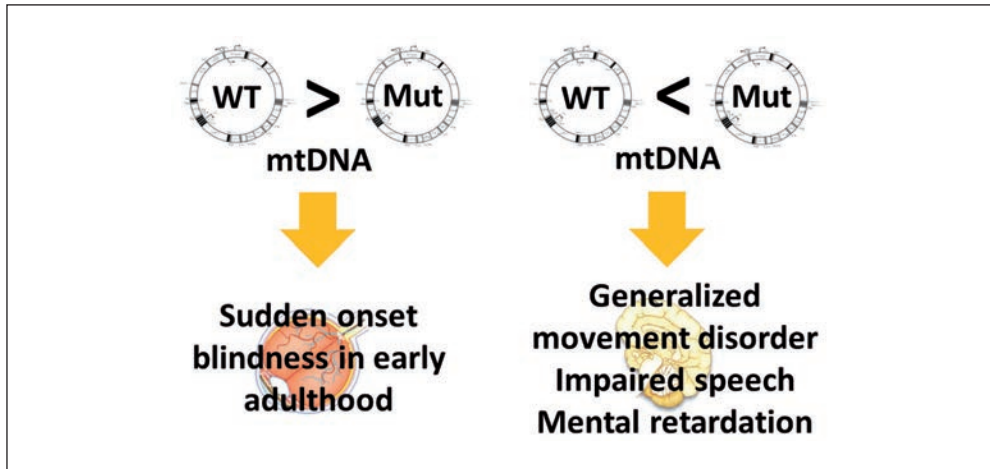 WT > Mut
mtDNA
Sudden onset
blindness in early
adulthood
WT < Mut
mtDNA
Generalized
movement disorder
Impaired speech
Mental retardation